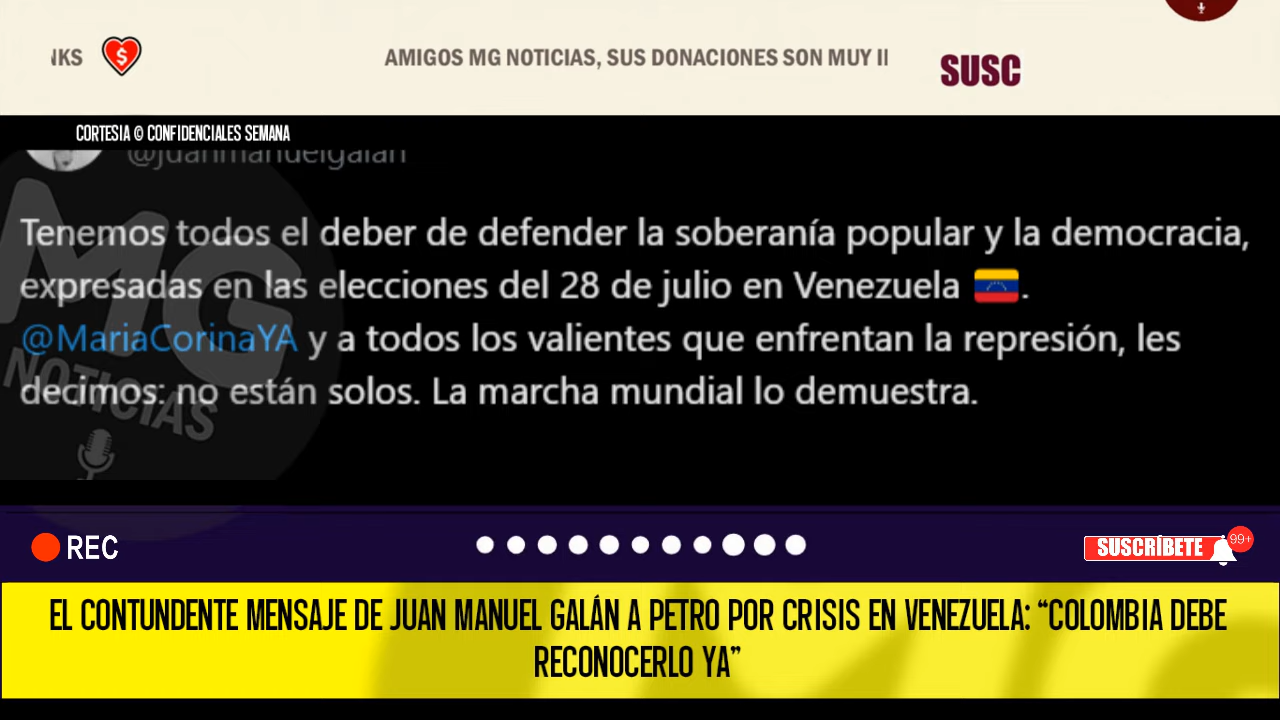 NKS
AMIGOS MG NOTICIAS, SUS DONACIONES SON MUY
SUSC
CORTESIA © CONFIDENCIALES SEMANA
@juanmanuelgalan
Tenemos todos el deber de defender la soberanía popular y la democracia,
expresadas en las elecciones del 28 de julio en Venezuela 🇻🇪.
@MariaCorinaYA y a todos los valientes que enfrentan la represión, les
decimos: no están solos. La marcha mundial lo demuestra.
MG
NOTICIAS
REC
SUSCRÍBETE
99+
EL CONTUNDENTE MENSAJE DE JUAN MANUEL GALÁN A PETRO POR CRISIS EN VENEZUELA: “COLOMBIA DEBE
RECONOCERLO YA”